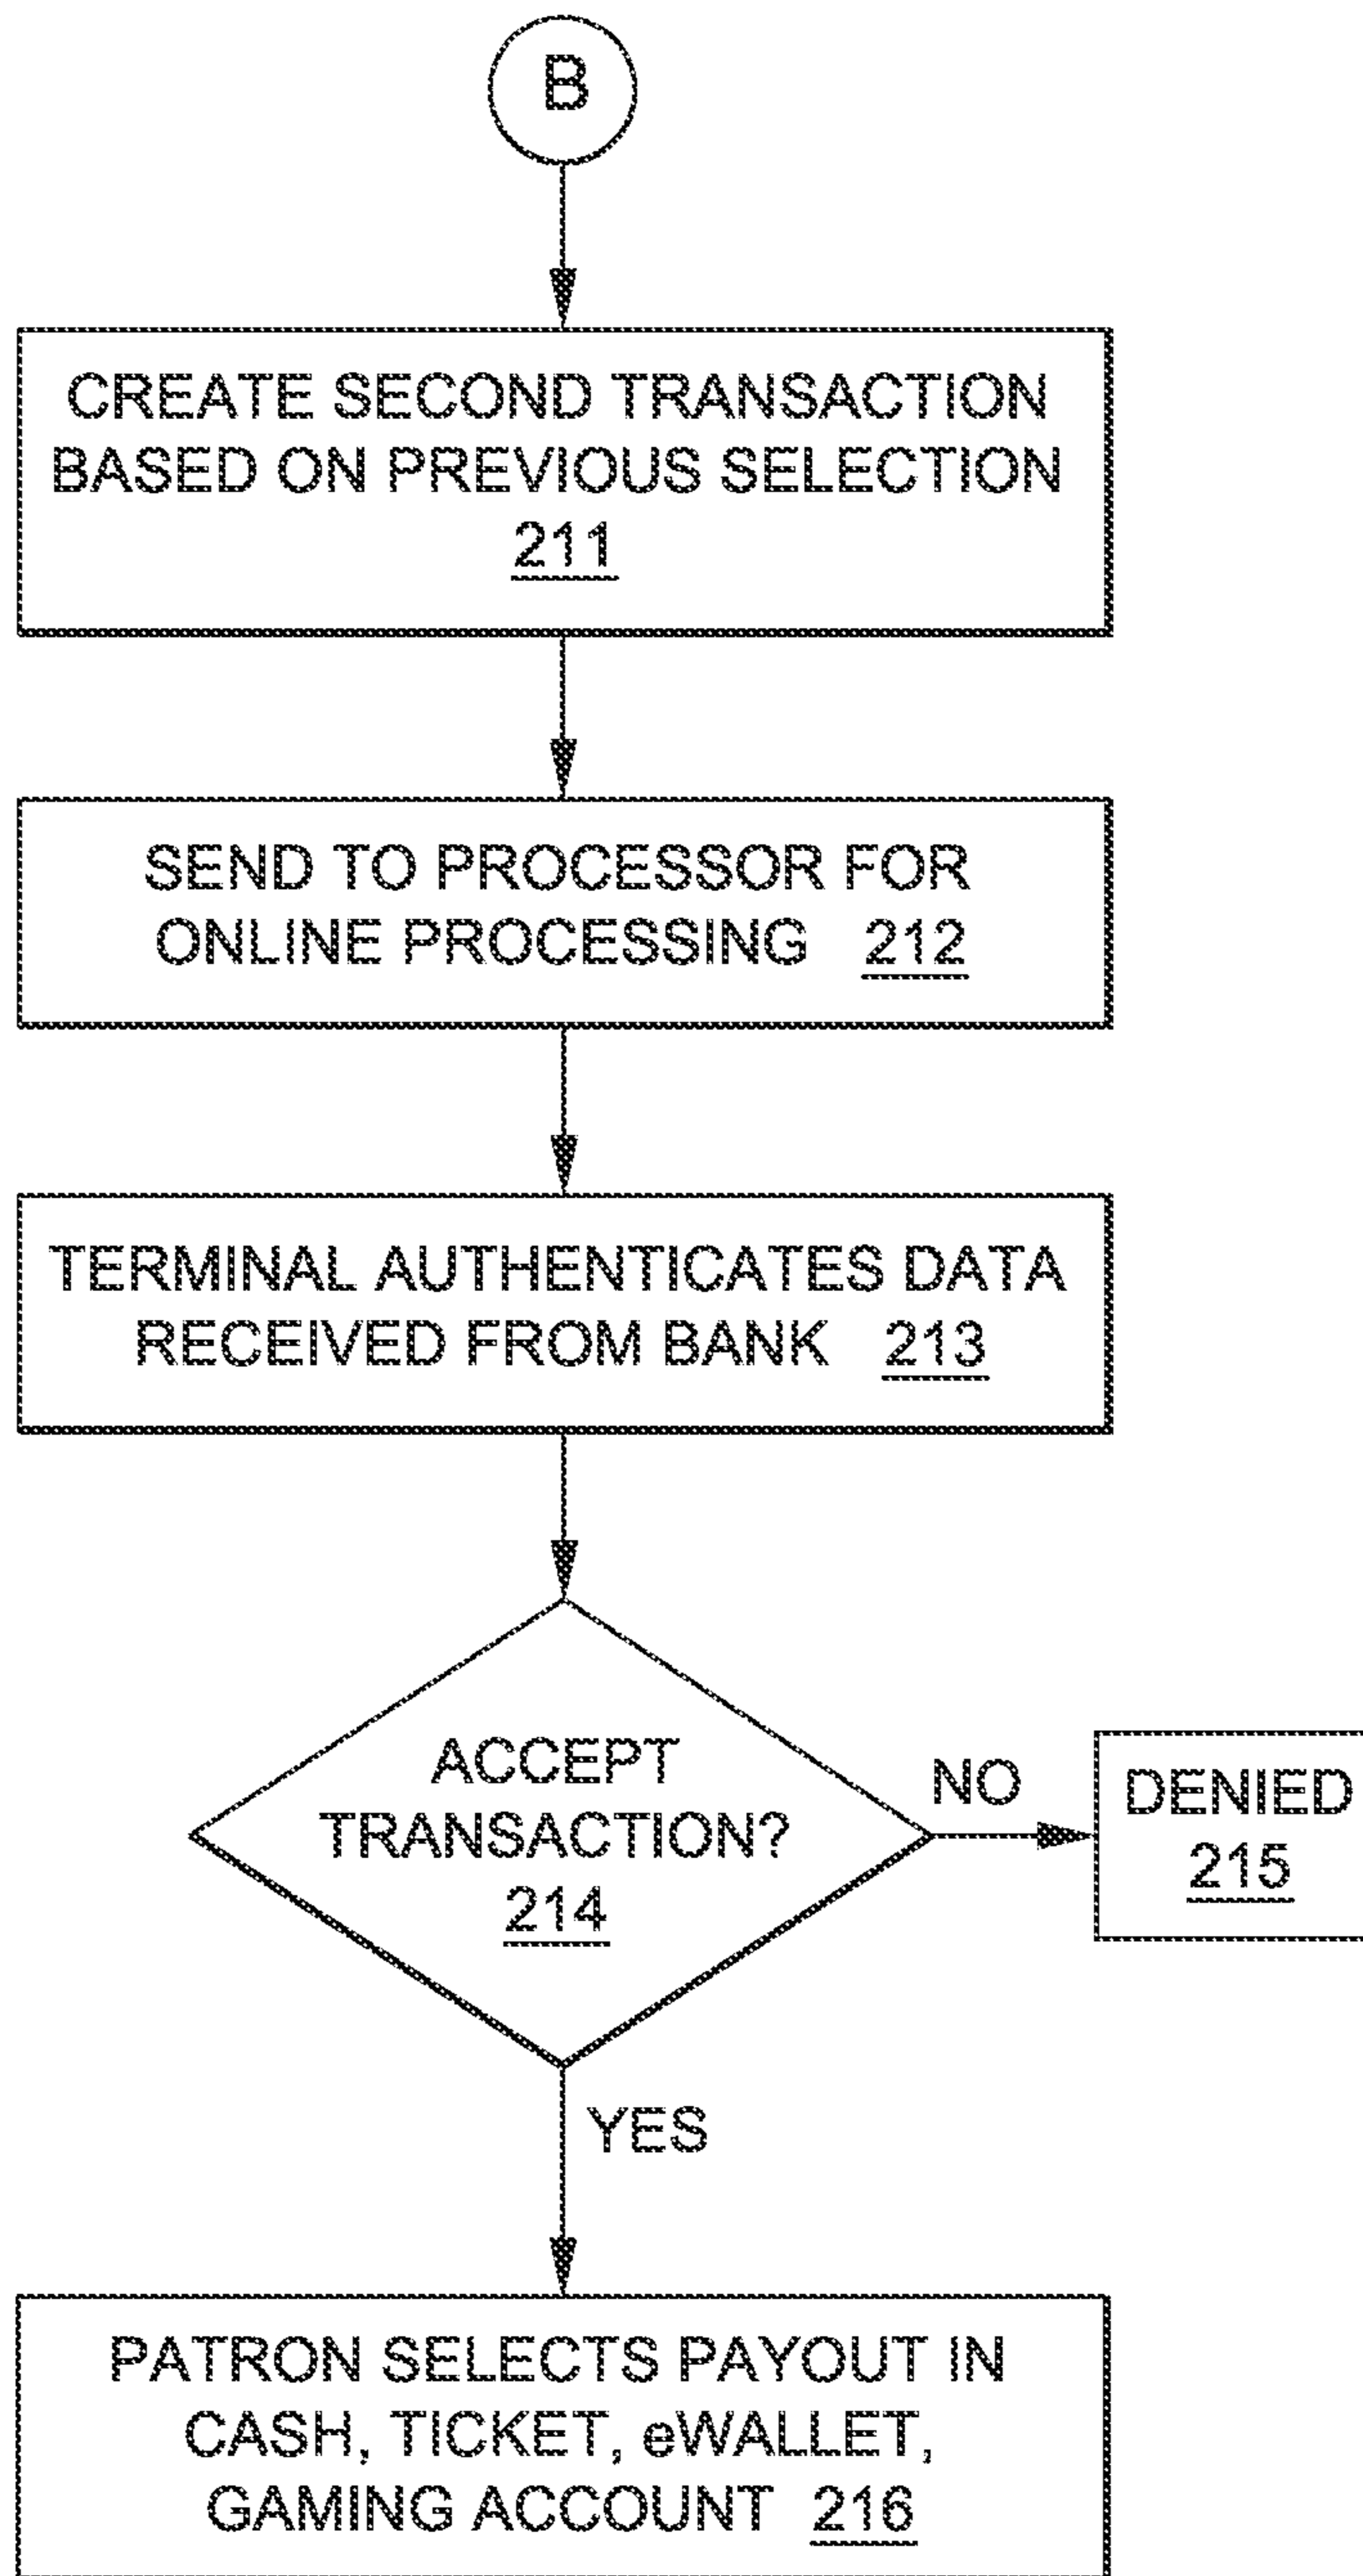 B
CREATE SECOND TRANSACTION
BASED ON PREVIOUS SELECTION
211
SEND TO PROCESSOR FOR
ONLINE PROCESSING 212
TERMINAL AUTHENTICATES DATA
RECEIVED FROM BANK 213
ACCEPT
TRANSACTION?
214
NO
DENIED
215
YES
PATRON SELECTS PAYOUT IN
CASH, TICKET, eWALLET,
GAMING ACCOUNT 216